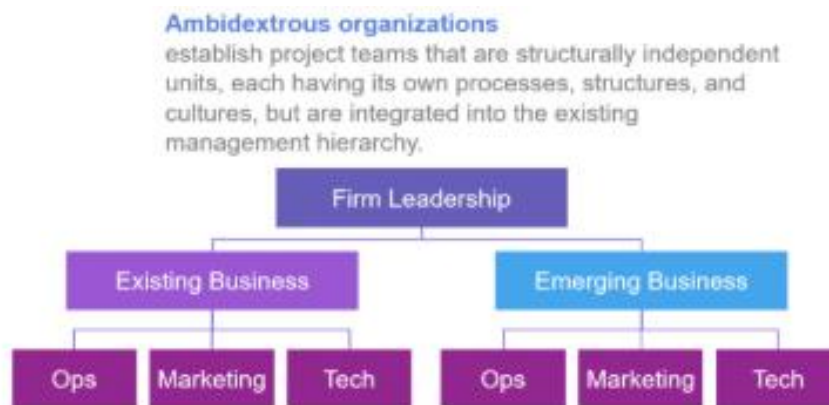 Ambidextrous organizations
establish project teams that are structurally independent
units, each having its own processes, structures, and
cultures, but are integrated into the existing
management hierarchy.
Firm Leadership
Existing Business
Emerging Business
Ops
Marketing
Tech
Ops
Marketing
Tech